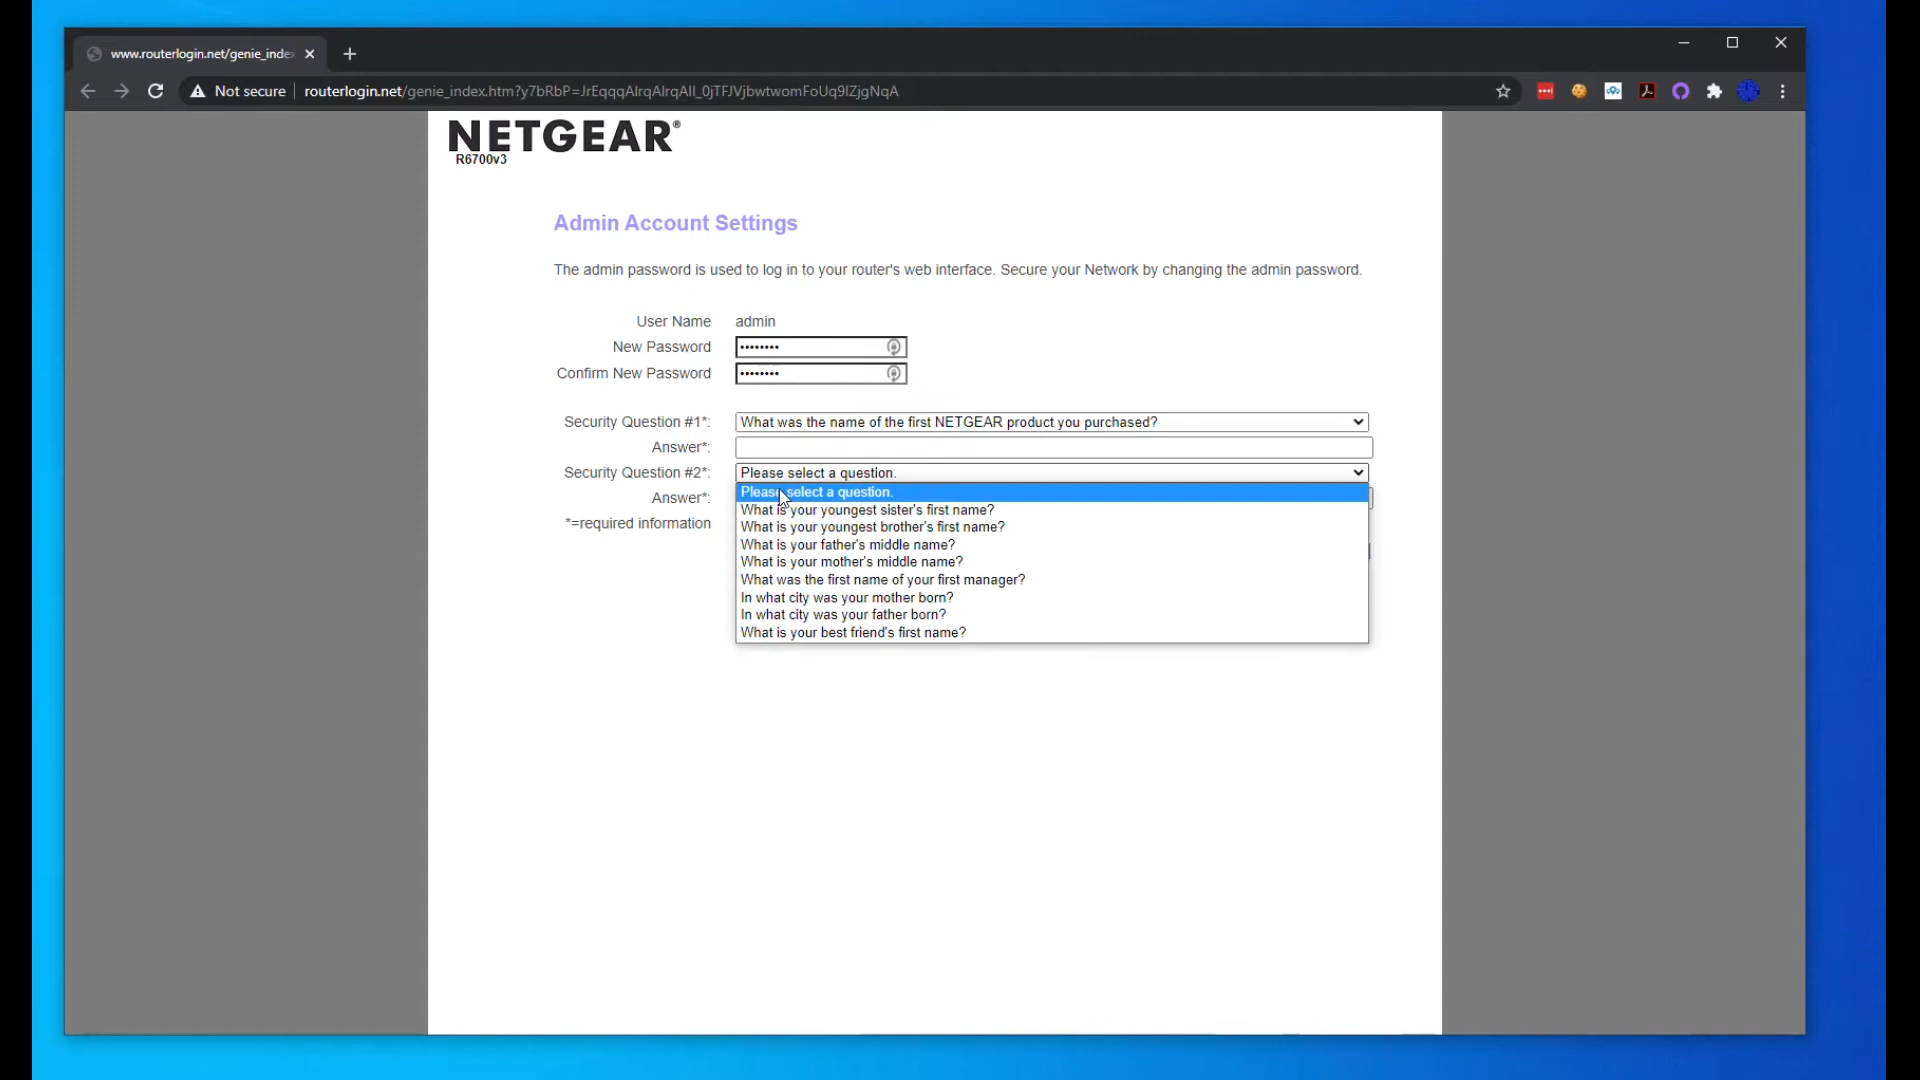 www.routerlogin.net/genie_inde
Not secure
routerlogin.net/genie_index.htm?y7bRbP=JrEqqqAlrqAlrqAlI_0jTFJVjbwtwomFoUq9IZjgNqA
NETGEAR®
R6700v3
Admin Account Settings
The admin password is used to log in to your router's web interface. Secure your Network by changing the admin password.
User Name admin
New Password ••••••••
Confirm New Password ••••••••
Security Question #1*: What was the name of the first NETGEAR product you purchased?
Answer*:
Security Question #2*: Please select a question.
Please select a question.
Answer*:
What is your youngest sister's first name?
*=required information
What is your youngest brother's first name?
What is your father's middle name?
What is your mother's middle name?
What was the first name of your first manager?
In what city was your mother born?
In what city was your father born?
What is your best friend's first name?